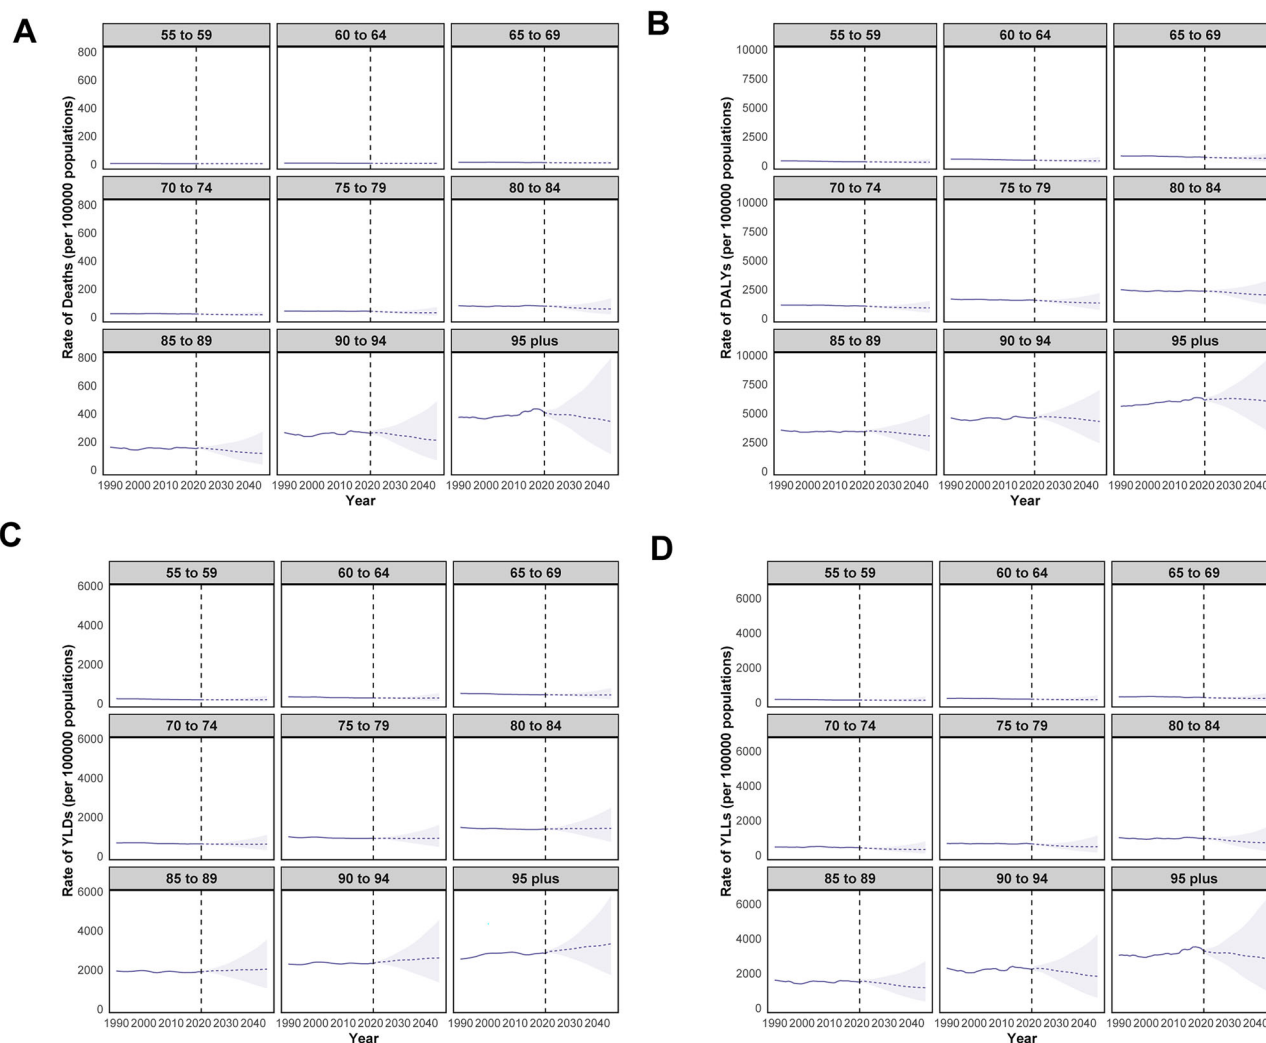 A
55 to 59
60 to 64
65 to 69
800
600
400
200
0
70 to 74
75 to 79
80 to 84
800
600
400
200
0
85 to 89
90 to 94
95 plus
800
600
400
200
0
Rate of Deaths (per 100000 populations)
1990 2000 2010 2020 2030 2040
1990 2000 2010 2020 2030 2040
1990 2000 2010 2020 2030 2040
Year
B
55 to 59
60 to 64
65 to 69
10000
7500
5000
2500
0
70 to 74
75 to 79
80 to 84
10000
7500
5000
2500
0
85 to 89
90 to 94
95 plus
10000
7500
5000
2500
0
Rate of DALYs (per 100000 populations)
1990 2000 2010 2020 2030 2040
1990 2000 2010 2020 2030 2040
1990 2000 2010 2020 2030 2040
Year
C
55 to 59
60 to 64
65 to 69
6000
4000
2000
0
70 to 74
75 to 79
80 to 84
6000
4000
2000
0
85 to 89
90 to 94
95 plus
6000
4000
2000
0
Rate of YLDs (per 100000 populations)
1990 2000 2010 2020 2030 2040
1990 2000 2010 2020 2030 2040
1990 2000 2010 2020 2030 2040
Year
D
55 to 59
60 to 64
65 to 69
6000
4000
2000
0
70 to 74
75 to 79
80 to 84
6000
4000
2000
0
85 to 89
90 to 94
95 plus
6000
4000
2000
0
Rate of YLLs (per 100000 populations)
1990 2000 2010 2020 2030 2040
1990 2000 2010 2020 2030 2040
1990 2000 2010 2020 2030 2040
Year